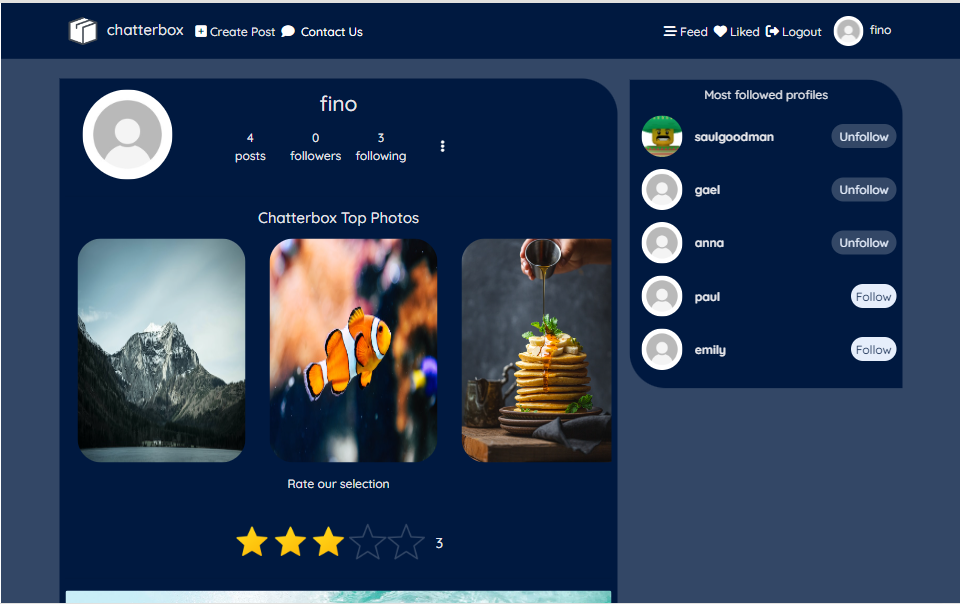 chatterbox Create Post Contact Us Feed Liked Logout fino
fino
4 0 3
posts followers following
Chatterbox Top Photos
Rate our selection
3
Most followed profiles
saulgoodman Unfollow
gael Unfollow
anna Unfollow
paul Follow
emily Follow